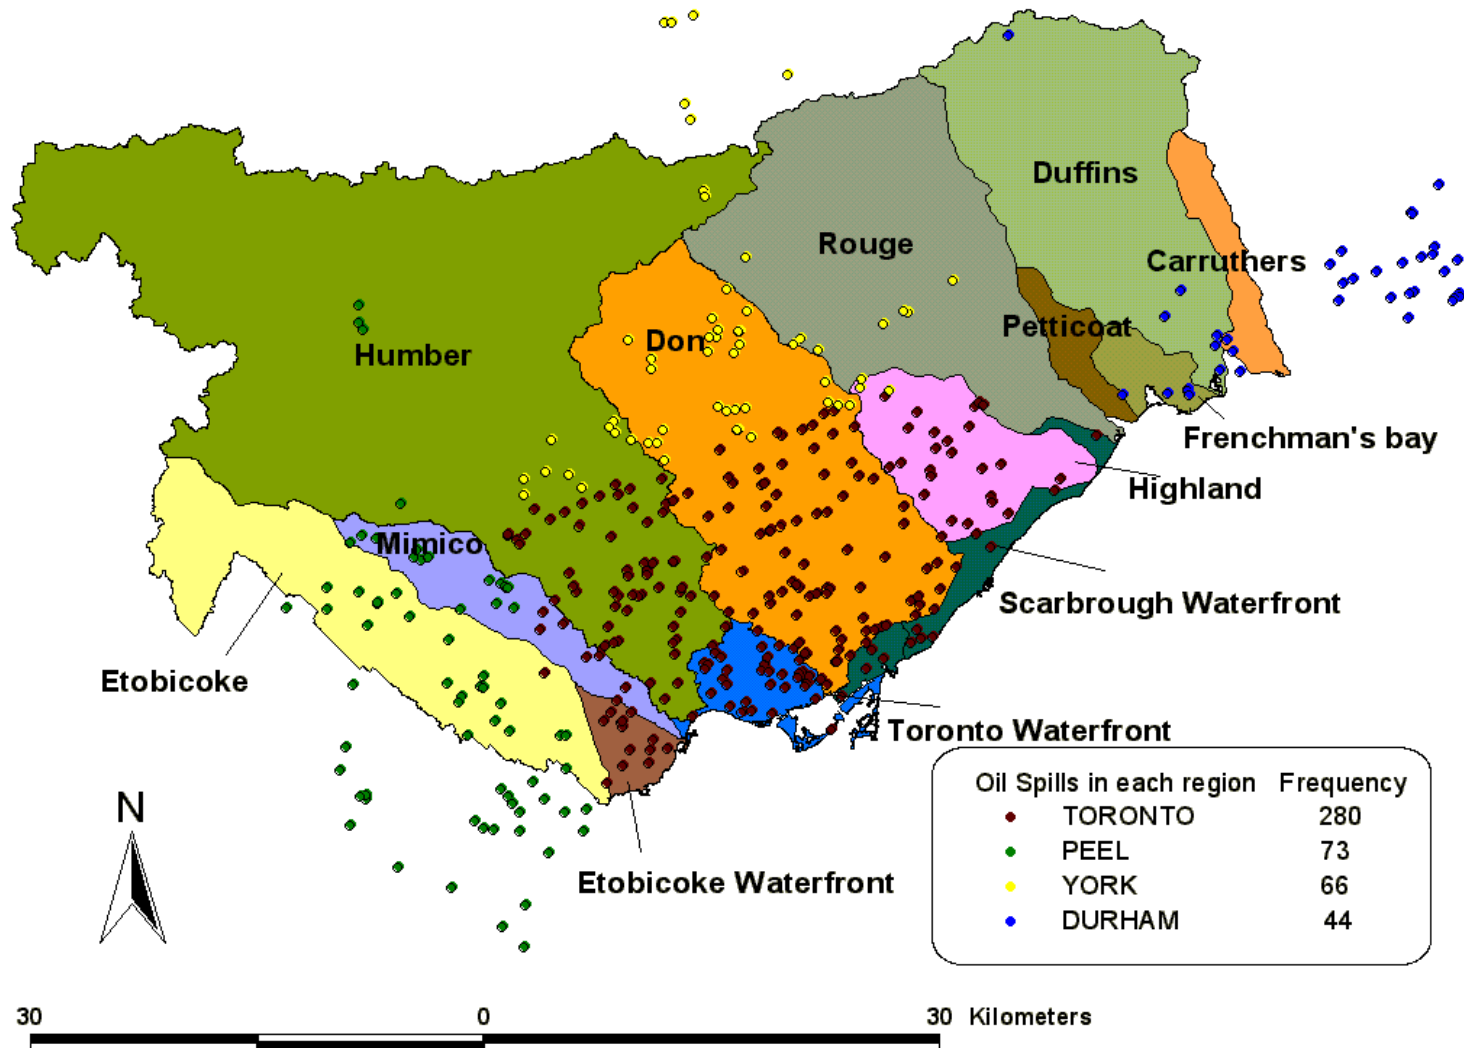 Duffins
Rouge
Carruthers
Petticoat
Don
Humber
Frenchman's bay
Highland
Mimico
Scarbrough Waterfront
Etobicoke
Toronto Waterfront
Etobicoke Waterfront
Oil Spills in each region Frequency
TORONTO 280
PEEL 73
YORK 66
DURHAM 44
N
30 0 30 Kilometers